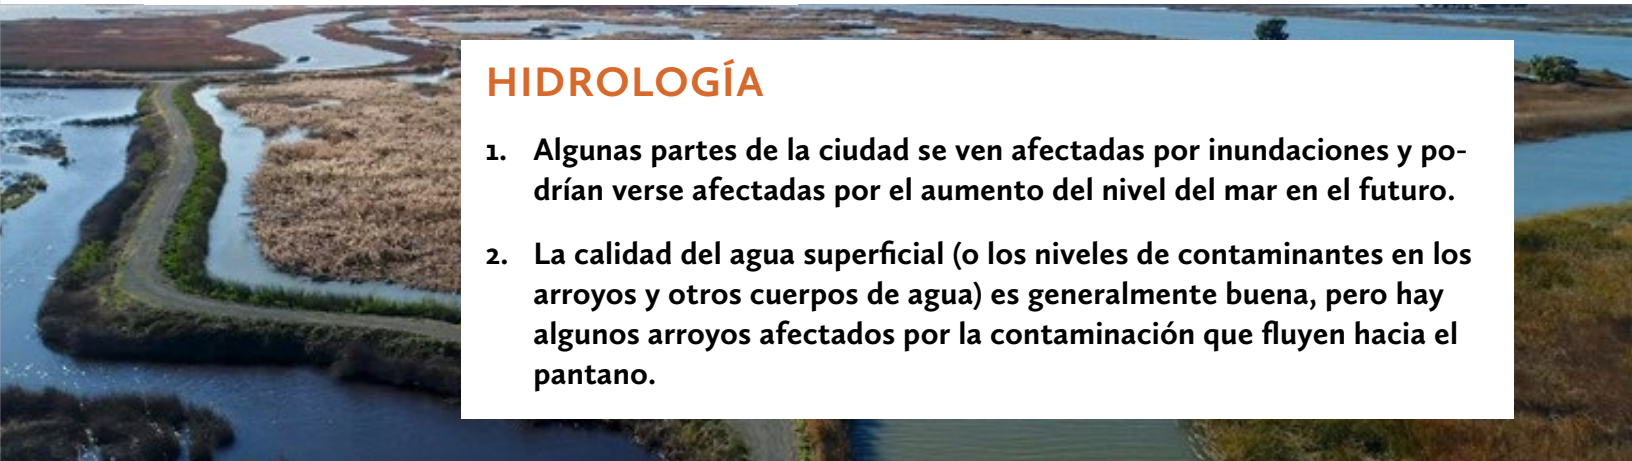 HIDROLOGÍA
1. Algunas partes de la ciudad se ven afectadas por inundaciones y po-
drían verse afectadas por el aumento del nivel del mar en el futuro.
2. La calidad del agua superficial (o los niveles de contaminantes en los
arroyos y otros cuerpos de agua) es generalmente buena, pero hay
algunos arroyos afectados por la contaminación que fluyen hacia el
pantano.